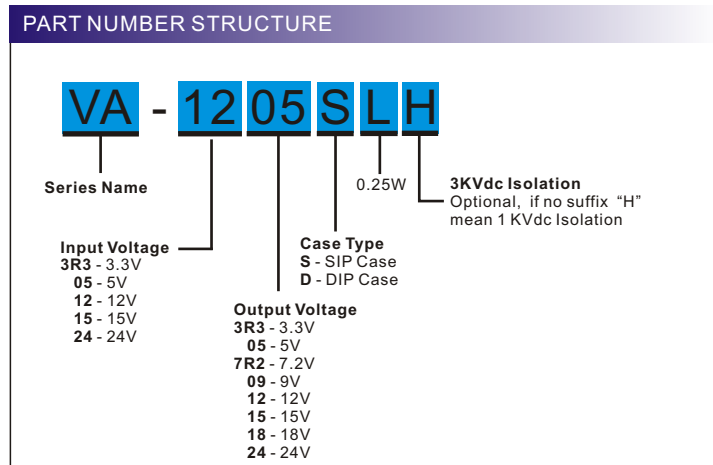 PART NUMBER STRUCTURE
VA - 12 05 S L H
Series Name
0.25W
3KVdc Isolation
Optional, if no suffix “H”
mean 1 KVdc Isolation
Input Voltage
3R3 - 3.3V
05 - 5V
12 - 12V
15 - 15V
24 - 24V
Case Type
S - SIP Case
D - DIP Case
Output Voltage
3R3 - 3.3V
05 - 5V
7R2 - 7.2V
09 - 9V
12 - 12V
15 - 15V
18 - 18V
24 - 24V